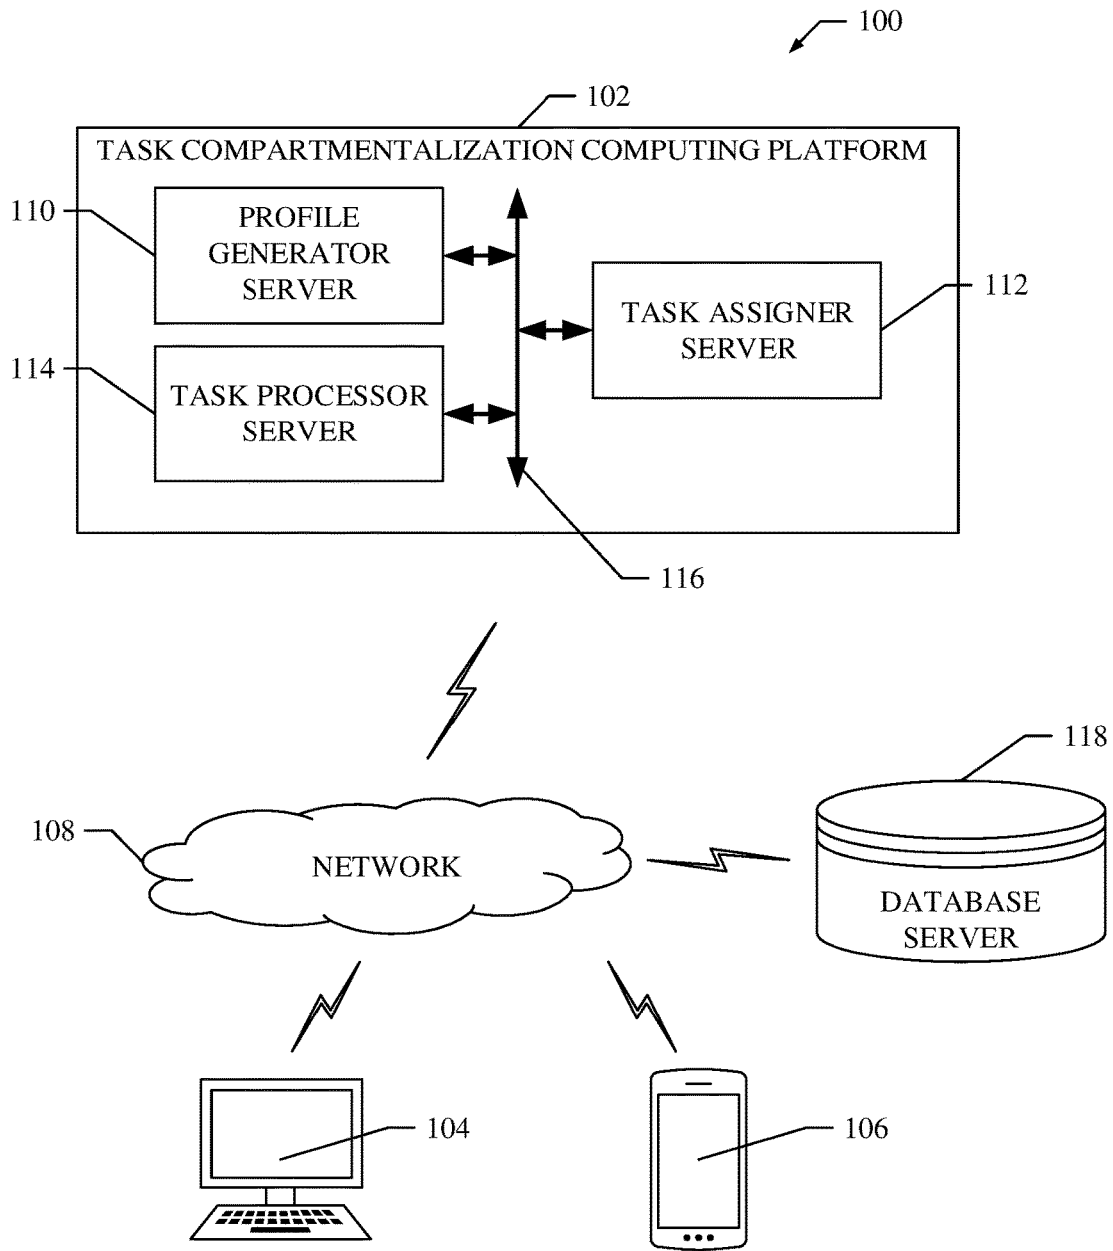 100
102
TASK COMPARTMENTALIZATION COMPUTING PLATFORM
110
PROFILE
GENERATOR
SERVER
112
TASK ASSIGNER
SERVER
114
TASK PROCESSOR
SERVER
116
118
108
NETWORK
DATABASE
SERVER
104
106